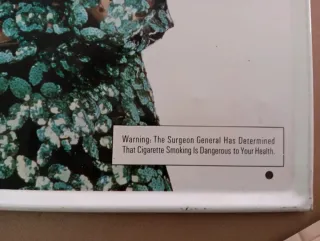 Warning: The Surgeon General Has Determined
That Cigarette Smoking Is Dangerous to Your Health.